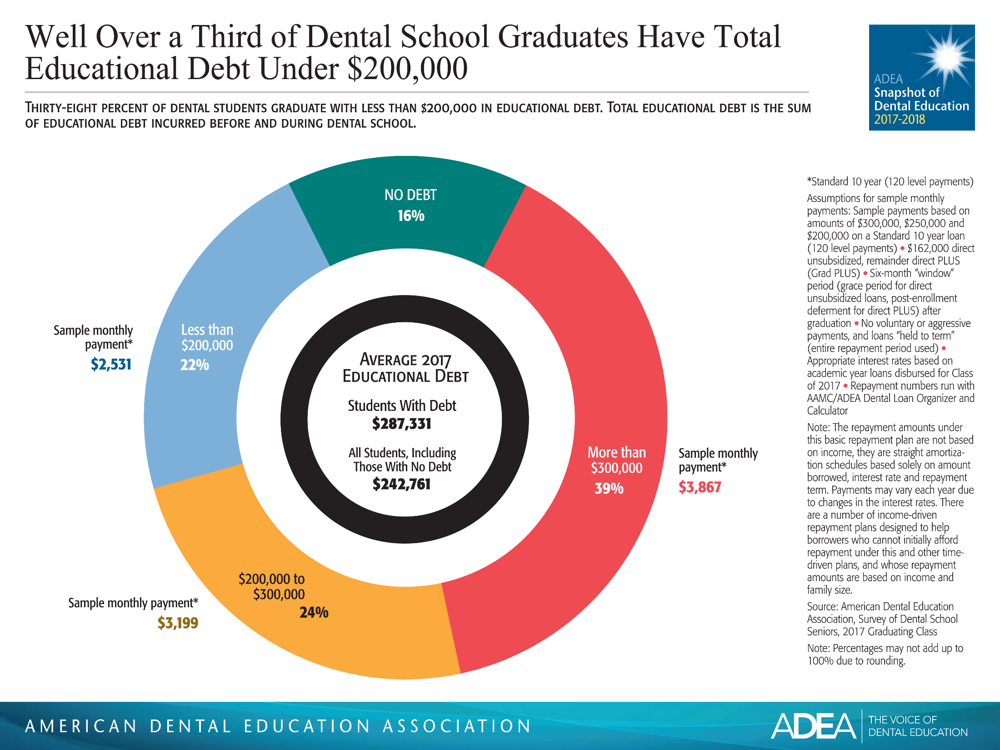 Well Over a Third of Dental School Graduates Have Total
Educational Debt Under $200,000
THIRTY-EIGHT PERCENT OF DENTAL STUDENTS GRADUATE WITH LESS THAN $200,000 IN EDUCATIONAL DEBT. TOTAL EDUCATIONAL DEBT IS THE SUM
OF EDUCATIONAL DEBT INCURRED BEFORE AND DURING DENTAL SCHOOL.
ADEA
Snapshot of
Dental Education
2017-2018
NO DEBT
16%
Sample monthly
payment*
$2,531
Less than
$200,000
22%
AVERAGE 2017
EDUCATIONAL DEBT
Students With Debt
$287,331
All Students, Including
Those With No Debt
$242,761
More than
$300,000
39%
Sample monthly
payment*
$3,867
$200,000 to
$300,000
24%
Sample monthly payment*
$3,199
*Standard 10 year (120 level payments)
Assumptions for sample monthly
payments: Sample payments based on
amounts of $300,000, $250,000 and
$200,000 on a Standard 10 year loan
(120 level payments) • $162,000 direct
unsubsidized, remainder direct PLUS
(Grad PLUS) • Six-month “window”
period (grace period for direct
unsubsidized loans, post-enrollment
deferment for direct PLUS) after
graduation • No voluntary or aggressive
payments, and loans “held to term”
(entire repayment period used) •
Appropriate interest rates based on
academic year loans disbursed for Class
of 2017 • Repayment numbers run with
AAMC/ADEA Dental Loan Organizer and
Calculator
Note: The repayment amounts under
this basic repayment plan are not based
on income, they are straight amortiza-
tion schedules based solely on amount
borrowed, interest rate and repayment
term. Payments may vary each year due
to changes in the interest rates. There
are a number of income-driven
repayment plans designed to help
borrowers who cannot initially afford
repayment under this and other time-
driven plans, and whose repayment
amounts are based on income and
family size.
Source: American Dental Education
Association, Survey of Dental School
Seniors, 2017 Graduating Class
Note: Percentages may not add up to
100% due to rounding.
AMERICAN DENTAL EDUCATION ASSOCIATION
ADEA
THE VOICE OF
DENTAL EDUCATION